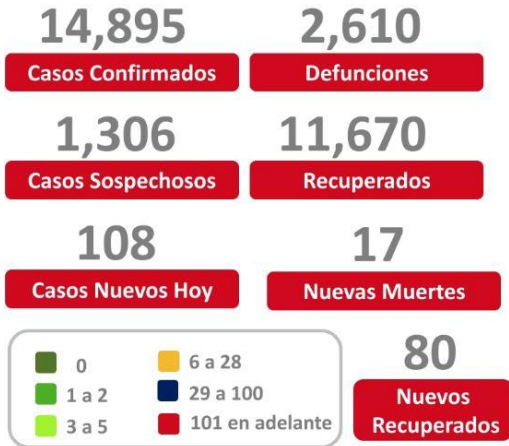 14,895 2,610
Casos Confirmados Defunciones
1,306 11,670
Casos Sospechosos Recuperados
108 17
Casos Nuevos Hoy Nuevas Muertes
0 6 a 28 80
1 a 2 29 a 100 Nuevos
3 a 5 101 en adelante Recuperados